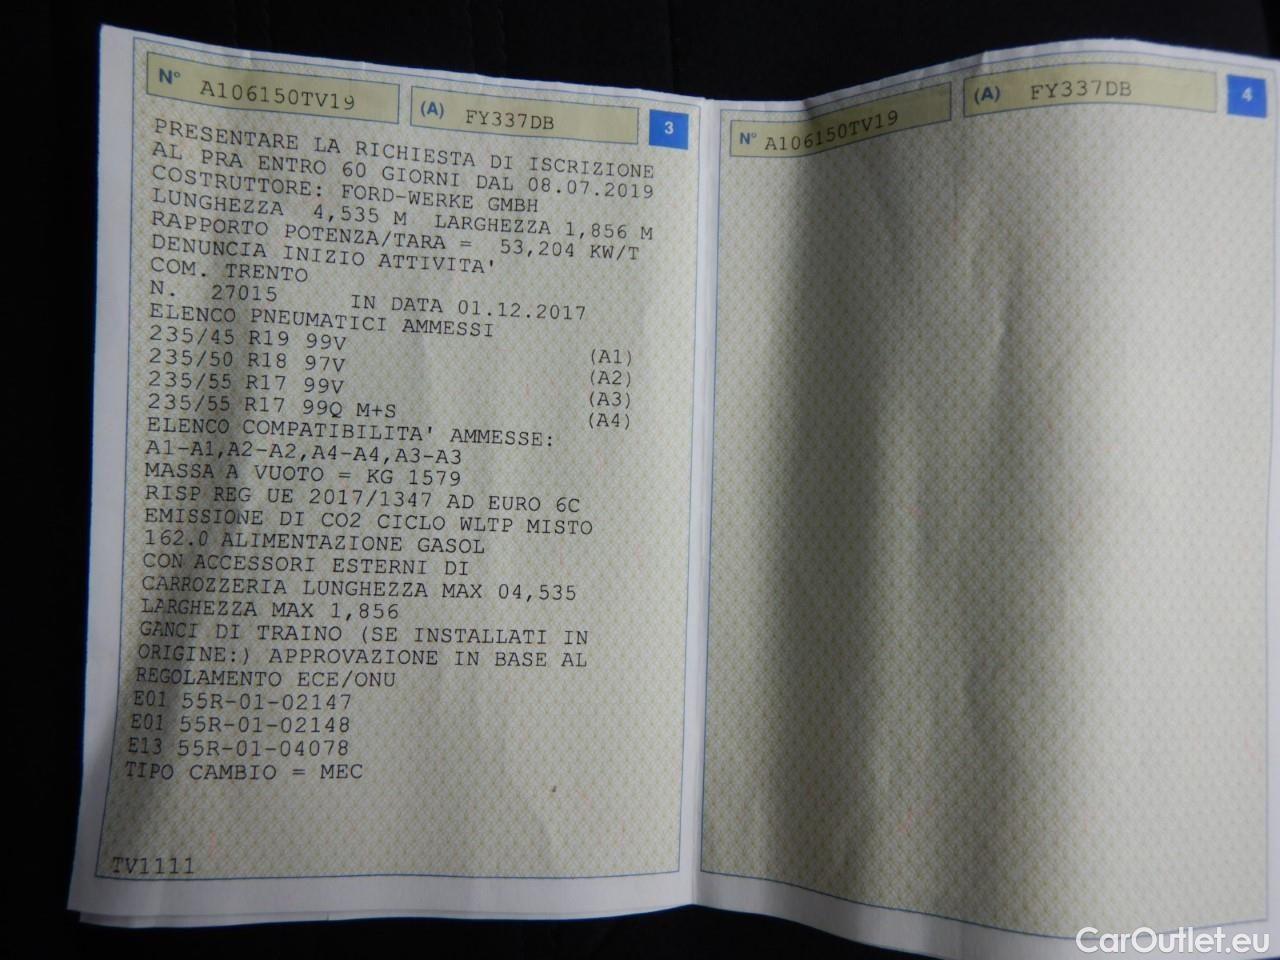 N° A106150TV19
(A) FY337DB
3
PRESENTARE LA RICHIESTA DI ISCRIZIONE
AL PRA ENTRO 60 GIORNI DAL 08.07.2019
COSTRUTTORE: FORD-WERKE GMBH
LUNGHEZZA 4,535 M LARGHEZZA 1,856 M
RAPPORTO POTENZA/TARA = 53,204 KW/T
DENUNCIA INIZIO ATTIVITA'
COM. TRENTO
N. 27015 IN DATA 01.12.2017
ELENCO PNEUMATICI AMMESSI
235/45 R19 99V (A1)
235/50 R18 97V (A2)
235/55 R17 99V (A3)
235/55 R17 99Q M+S (A4)
ELENCO COMPATIBILITA' AMMESSE:
A1-A1,A2-A2,A4-A4,A3-A3
MASSA A VUOTO = KG 1579
RISP REG UE 2017/1347 AD EURO 6C
EMISSIONE DI CO2 CICLO WLTP MISTO
162.0 ALIMENTAZIONE GASOL
CON ACCESSORI ESTERNI DI
CARROZZERIA LUNGHEZZA MAX 04,535
LARGHEZZA MAX 1,856
GANCI DI TRAINO (SE INSTALLATI IN
ORIGINE:) APPROVAZIONE IN BASE AL
REGOLAMENTO ECE/ONU
E01 55R-01-02147
E01 55R-01-02148
E13 55R-01-04078
TIPO CAMBIO = MEC
TV1111
N° A106150TV19
(A) FY337DB
4
CarOutlet.eu